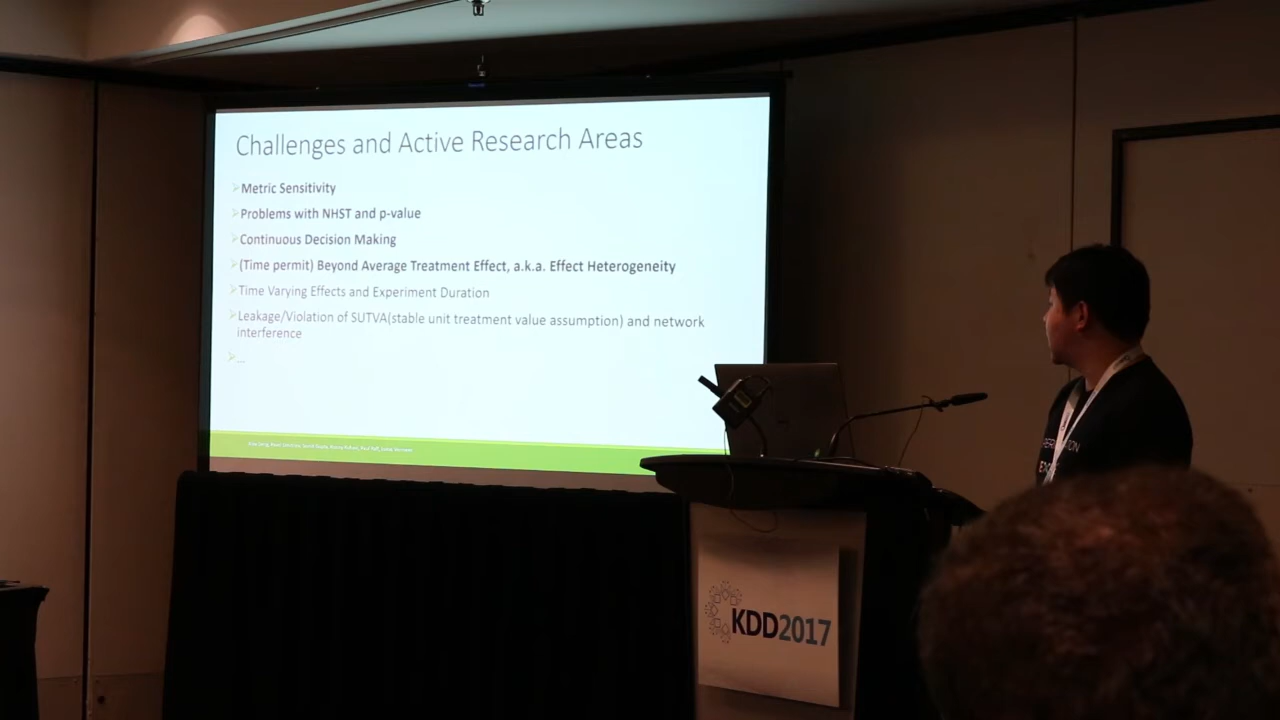 Challenges and Active Research Areas
Metric Sensitivity
Problems with NHST and p-value
Continuous Decision Making
(Time permit) Beyond Average Treatment Effect, a.k.a. Effect Heterogeneity
Time Varying Effects and Experiment Duration
Leakage/Violation of SUTVA(stable unit treatment value assumption) and network
interference
...
KDD2017